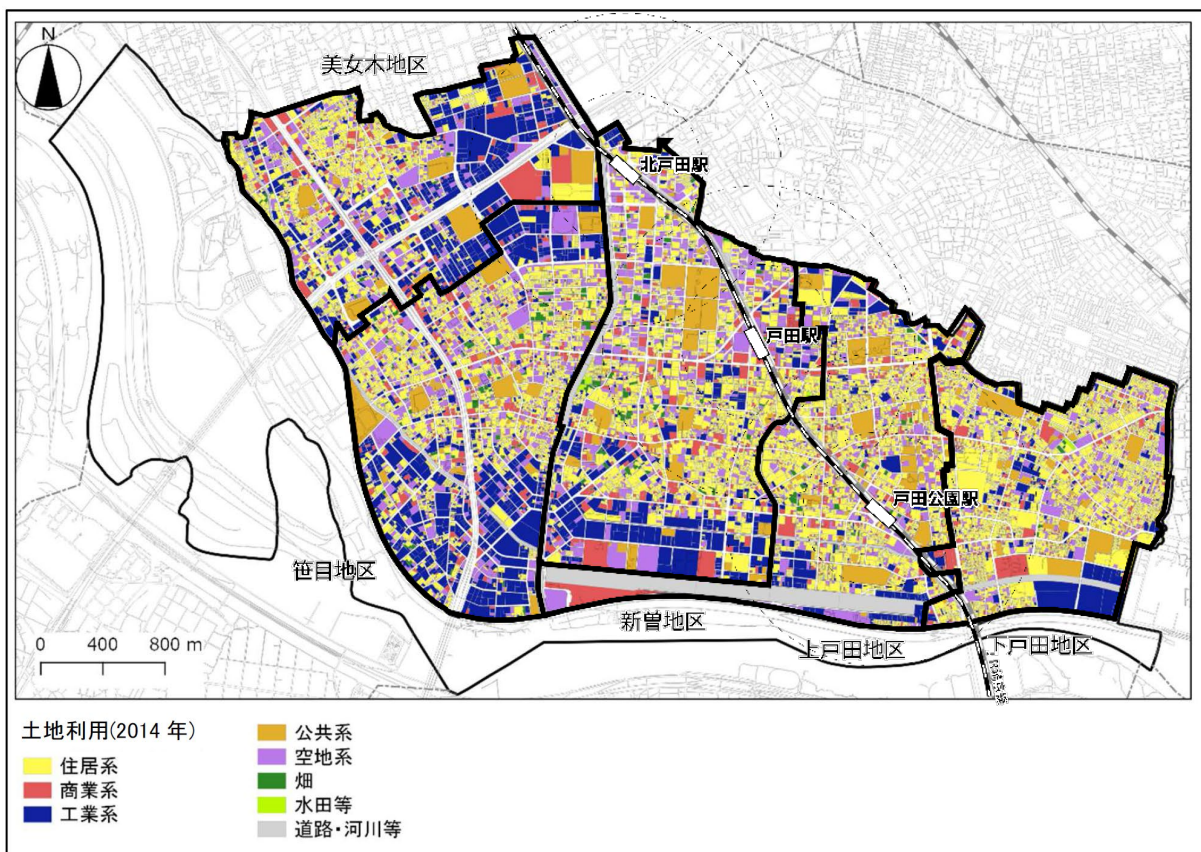 N
美女木地区
北戸田駅
戸田駅
戸田公園駅
笹目地区
新曽地区
上戸田地区
下戸田地区
0 400 800 m
土地利用(2014 年)
住居系
商業系
工業系
公共系
空地系
畑
水田等
道路・河川等